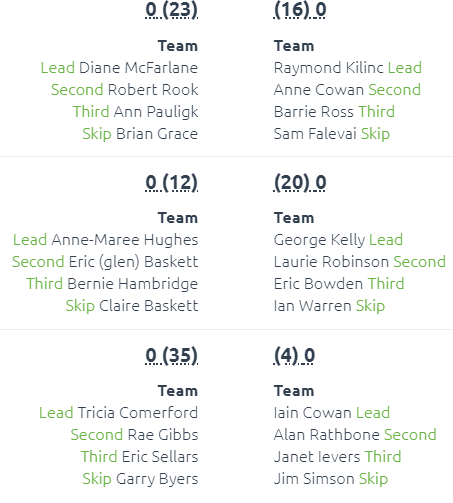 0 (23) (16) 0
Team Team
Lead Diane McFarlane Raymond Kilinc Lead
Second Robert Rook Anne Cowan Second
Third Ann Pauligk Barrie Ross Third
Skip Brian Grace Sam Falevai Skip
0 (12) (20) 0
Team Team
Lead Anne-Maree Hughes George Kelly Lead
Second Eric (glen) Baskett Laurie Robinson Second
Third Bernie Hambridge Eric Bowden Third
Skip Claire Baskett Ian Warren Skip
0 (35) (4) 0
Team Team
Lead Tricia Comerford Iain Cowan Lead
Second Rae Gibbs Alan Rathbone Second
Third Eric Sellars Janet Ievers Third
Skip Garry Byers Jim Simson Skip